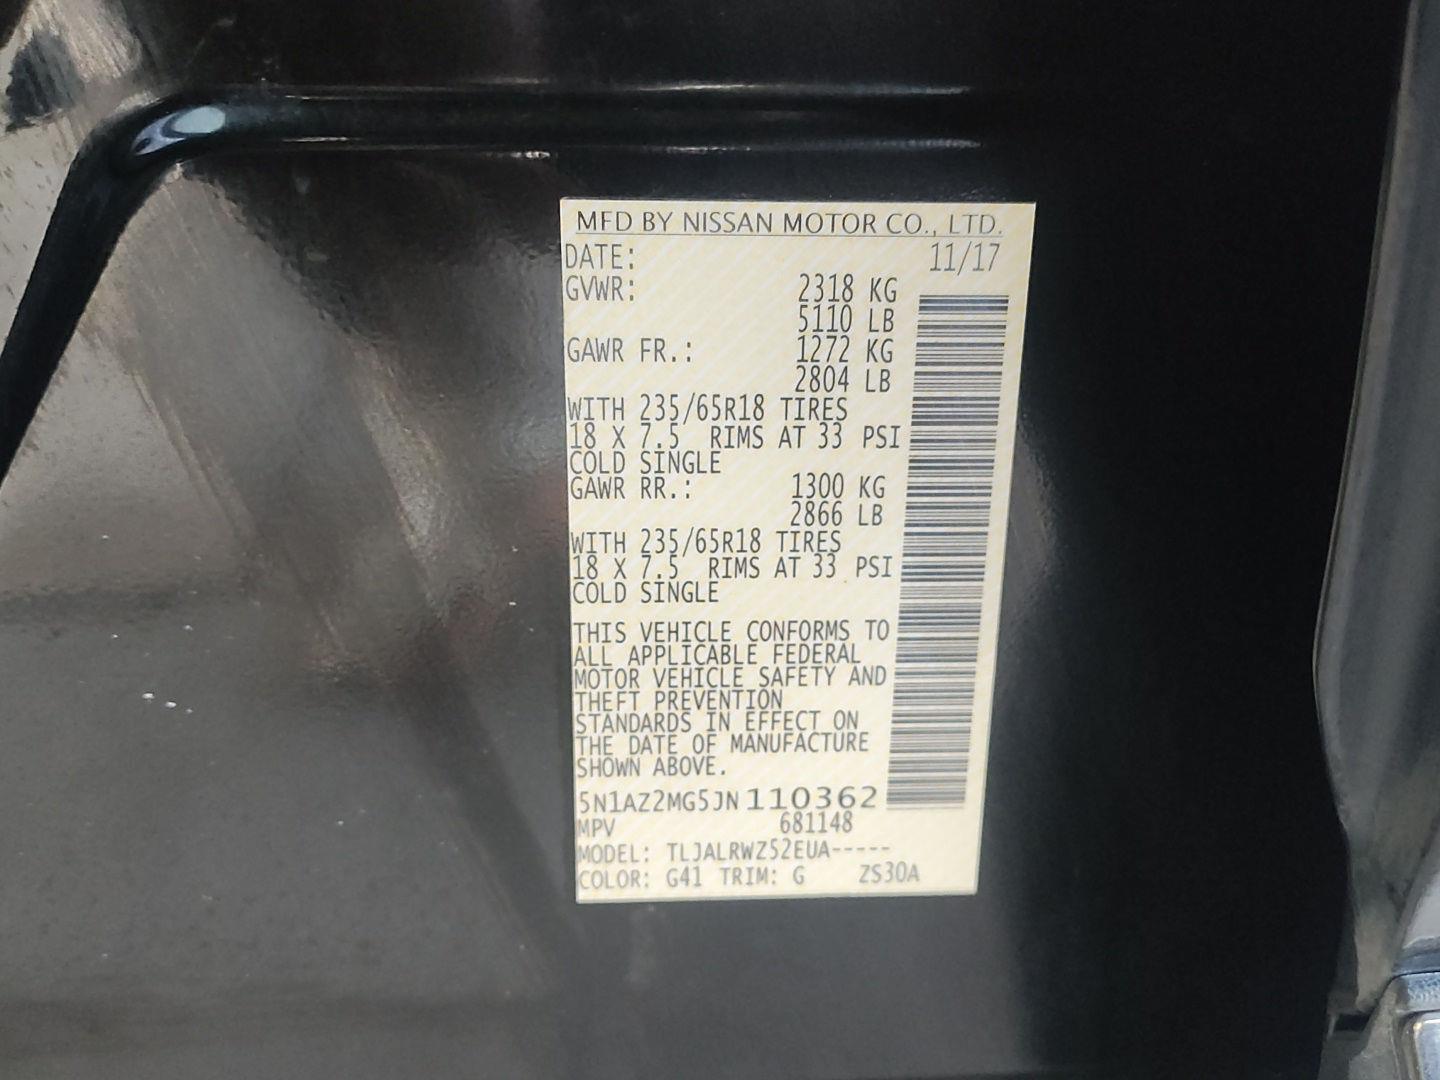 MFD BY NISSAN MOTOR CO., LTD.
DATE: 11/17
GVWR: 2318 KG
5110 LB
GAWR FR.: 1272 KG
2804 LB
WITH 235/65R18 TIRES
18 X 7.5 RIMS AT 33 PSI
COLD SINGLE
GAWR RR.: 1300 KG
2866 LB
WITH 235/65R18 TIRES
18 X 7.5 RIMS AT 33 PSI
COLD SINGLE
THIS VEHICLE CONFORMS TO
ALL APPLICABLE FEDERAL
MOTOR VEHICLE SAFETY AND
THEFT PREVENTION
STANDARDS IN EFFECT ON
THE DATE OF MANUFACTURE
SHOWN ABOVE.
5N1AZ2MG5JN110362
MPV 681148
MODEL: TLJALRWZ52EUA-----
COLOR: G41 TRIM: G ZS30A